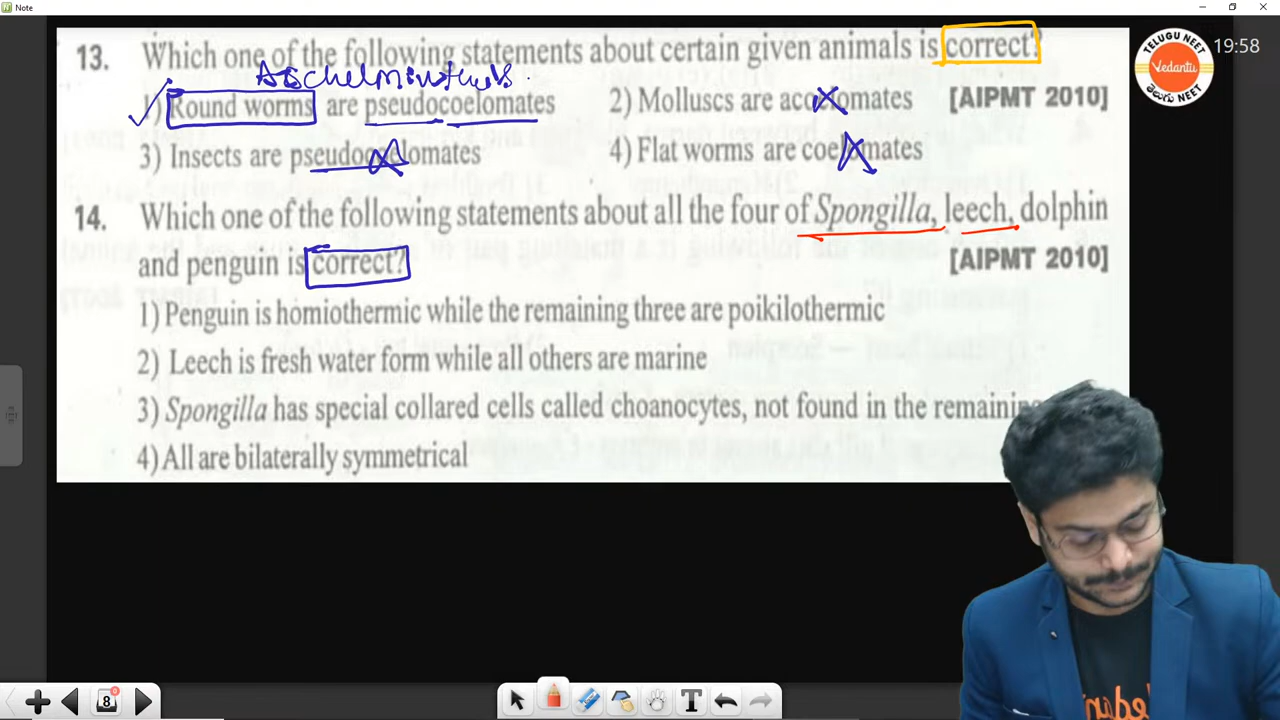 Note
13. Which one of the following statements about certain given animals is correct?
Aschelminthes
1) Round worms are pseudocoelomates 2) Molluscs are acoelomates [AIPMT 2010]
3) Insects are pseudocoelomates 4) Flat worms are coelomates
14. Which one of the following statements about all the four of Spongilla, leech, dolphin
and penguin is correct? [AIPMT 2010]
1) Penguin is homiothermic while the remaining three are poikilothermic
2) Leech is fresh water form while all others are marine
3) Spongilla has special collared cells called choanocytes, not found in the remaining
4) All are bilaterally symmetrical
TELUGU NEET
Vedantu
తెలుగు NEET
19:58
8
T